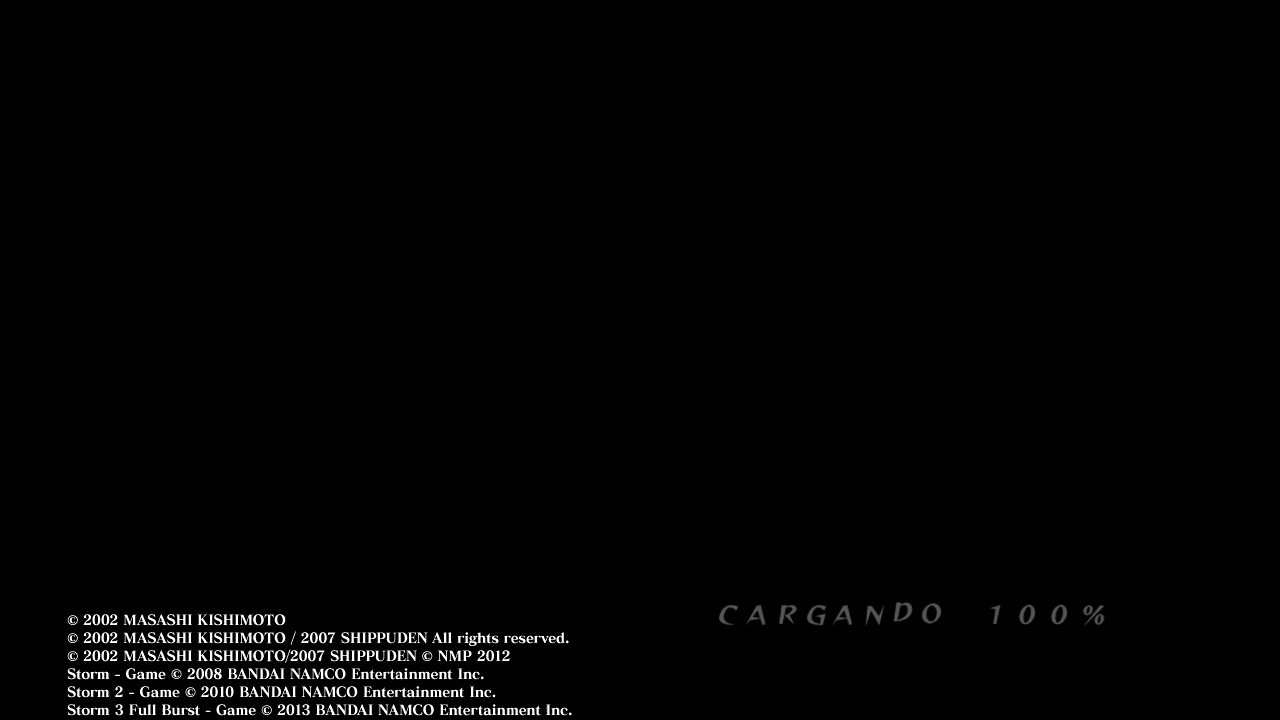 CARGANDO 100%
© 2002 MASASHI KISHIMOTO
© 2002 MASASHI KISHIMOTO / 2007 SHIPPUDEN All rights reserved.
© 2002 MASASHI KISHIMOTO/2007 SHIPPUDEN © NMP 2012
Storm - Game © 2008 BANDAI NAMCO Entertainment Inc.
Storm 2 - Game © 2010 BANDAI NAMCO Entertainment Inc.
Storm 3 Full Burst - Game © 2013 BANDAI NAMCO Entertainment Inc.